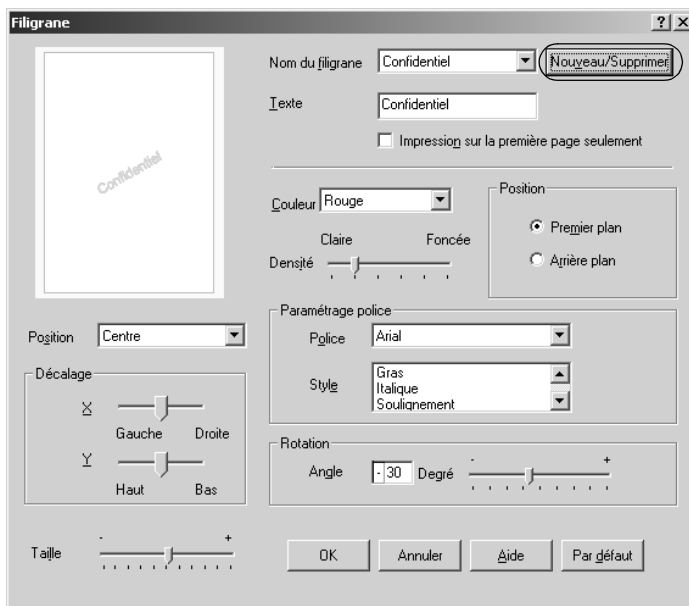 Filigrane
Nom du filigrane Confidentiel Nouveau/Supprimer
Texte Confidentiel
Impression sur la première page seulement
Confidentiel
Couleur Rouge
Claire Foncée
Densité
Position
Premier plan
Arrière plan
Position Centre
Paramétrage police
Police Arial
Style Gras
Italique
Soulignement
Décalage
X
Gauche Droite
Y
Haut Bas
Rotation
Angle - 30 Degré - +
Taille - +
OK Annuler Aide Par défaut